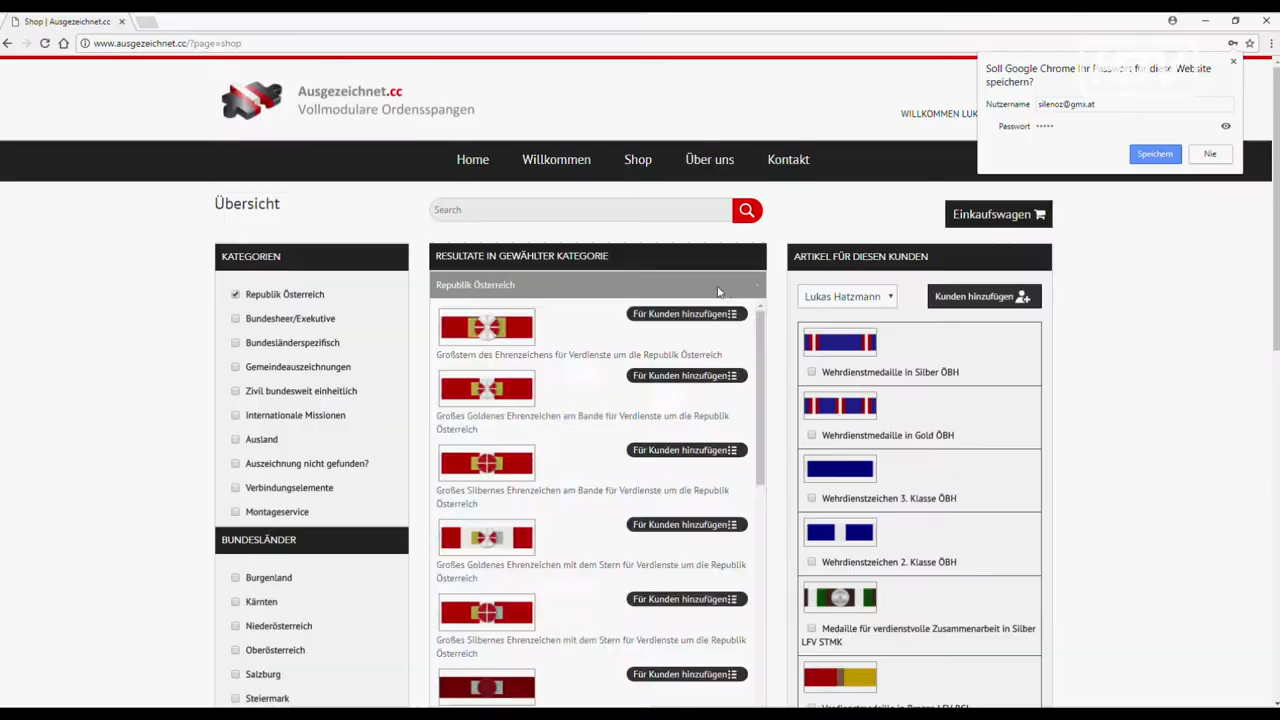 Shop | Ausgezeichnet.cc
www.ausgezeichnet.cc/?page=shop
Soll Google Chrome Ihr Passwort für diese Website
speichern?
Nutzername silenoz@gmx.at
Passwort •••••
Speichern Nie
Ausgezeichnet.cc
Vollmodulare Ordensspangen
WILLKOMMEN LUK
Home Willkommen Shop Über uns Kontakt
Übersicht
Search
Einkaufswagen
KATEGORIEN
Republik Österreich
Bundesheer/Exekutive
Bundesländerspezifisch
Gemeindeauszeichnungen
Zivil bundesweit einheitlich
Internationale Missionen
Ausland
Auszeichnung nicht gefunden?
Verbindungselemente
Montageservice
BUNDESLÄNDER
Burgenland
Kärnten
Niederösterreich
Oberösterreich
Salzburg
Steiermark
RESULTATE IN GEWÄHLTER KATEGORIE
Republik Österreich
Für Kunden hinzufügen
Großstern des Ehrenzeichens für Verdienste um die Republik Österreich
Für Kunden hinzufügen
Großes Goldenes Ehrenzeichen am Bande für Verdienste um die Republik
Österreich
Für Kunden hinzufügen
Großes Silbernes Ehrenzeichen am Bande für Verdienste um die Republik
Österreich
Für Kunden hinzufügen
Großes Goldenes Ehrenzeichen mit dem Stern für Verdienste um die Republik
Österreich
Für Kunden hinzufügen
Großes Silbernes Ehrenzeichen mit dem Stern für Verdienste um die Republik
Österreich
Für Kunden hinzufügen
ARTIKEL FÜR DIESEN KUNDEN
Lukas Hatzmann
Kunden hinzufügen
Wehrdienstmedaille in Silber ÖBH
Wehrdienstmedaille in Gold ÖBH
Wehrdienstzeichen 3. Klasse ÖBH
Wehrdienstzeichen 2. Klasse ÖBH
Medaille für verdienstvolle Zusammenarbeit in Silber
LFV STMK